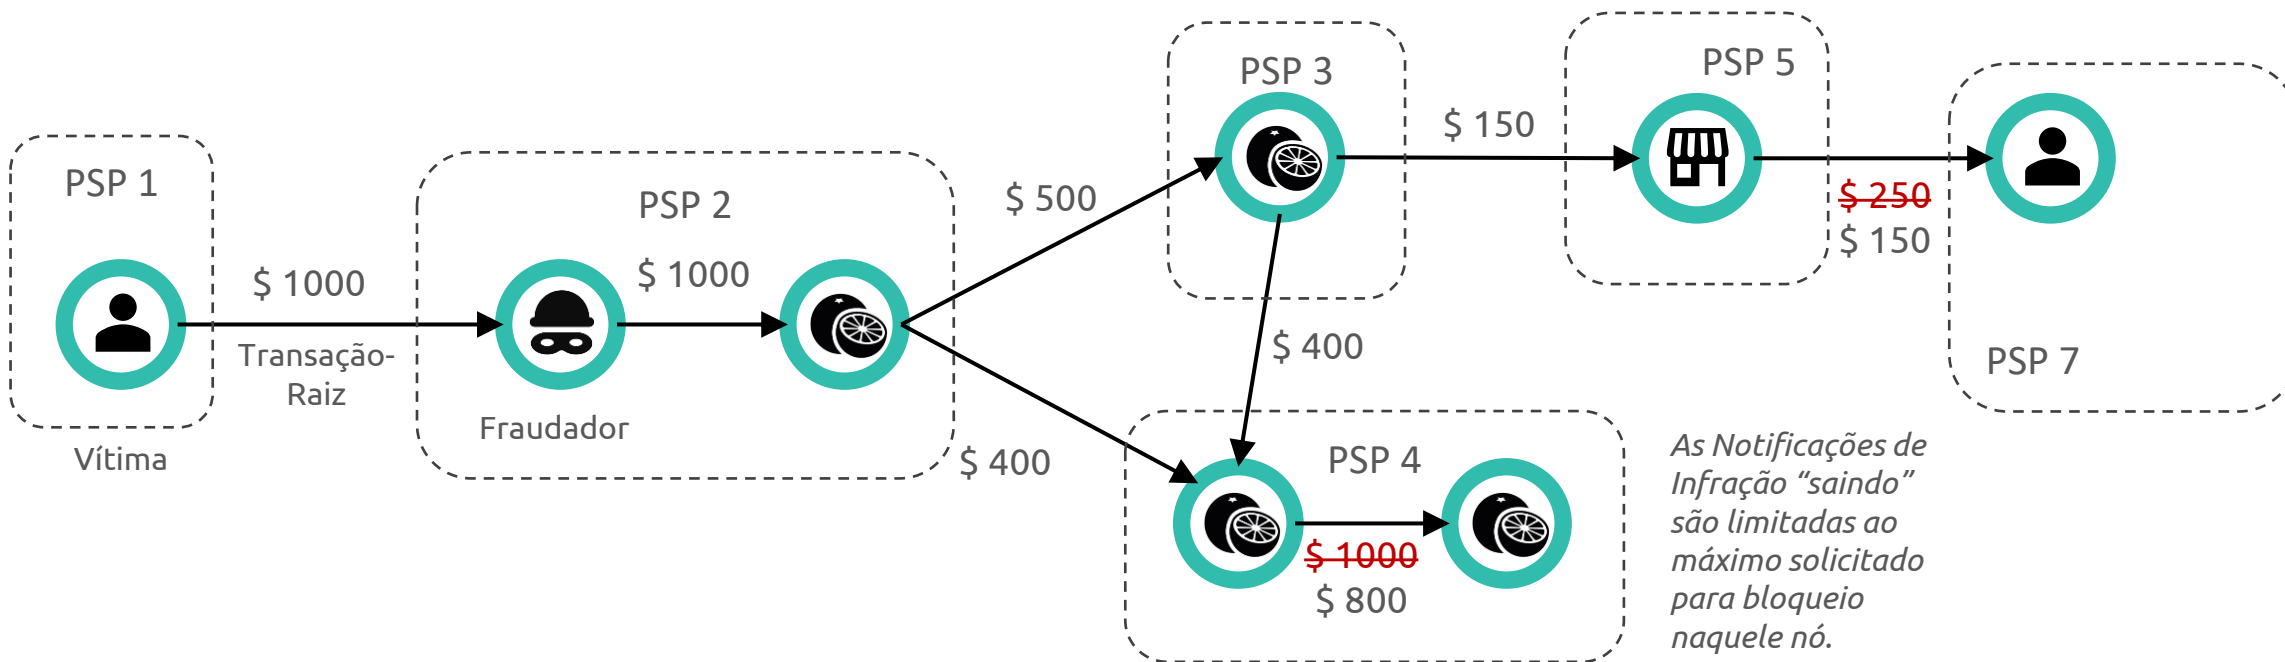 PSP 1
$ 1000
Transação-
Raiz
Vítima
PSP 2
$ 1000
Fraudador
$ 500
$ 400
PSP 3
$ 150
$ 400
PSP 4
$ 1000
$ 800
PSP 5
$ 250
$ 150
PSP 7
As Notificações de
Infração “saindo”
são limitadas ao
máximo solicitado
para bloqueio
naquele nó.